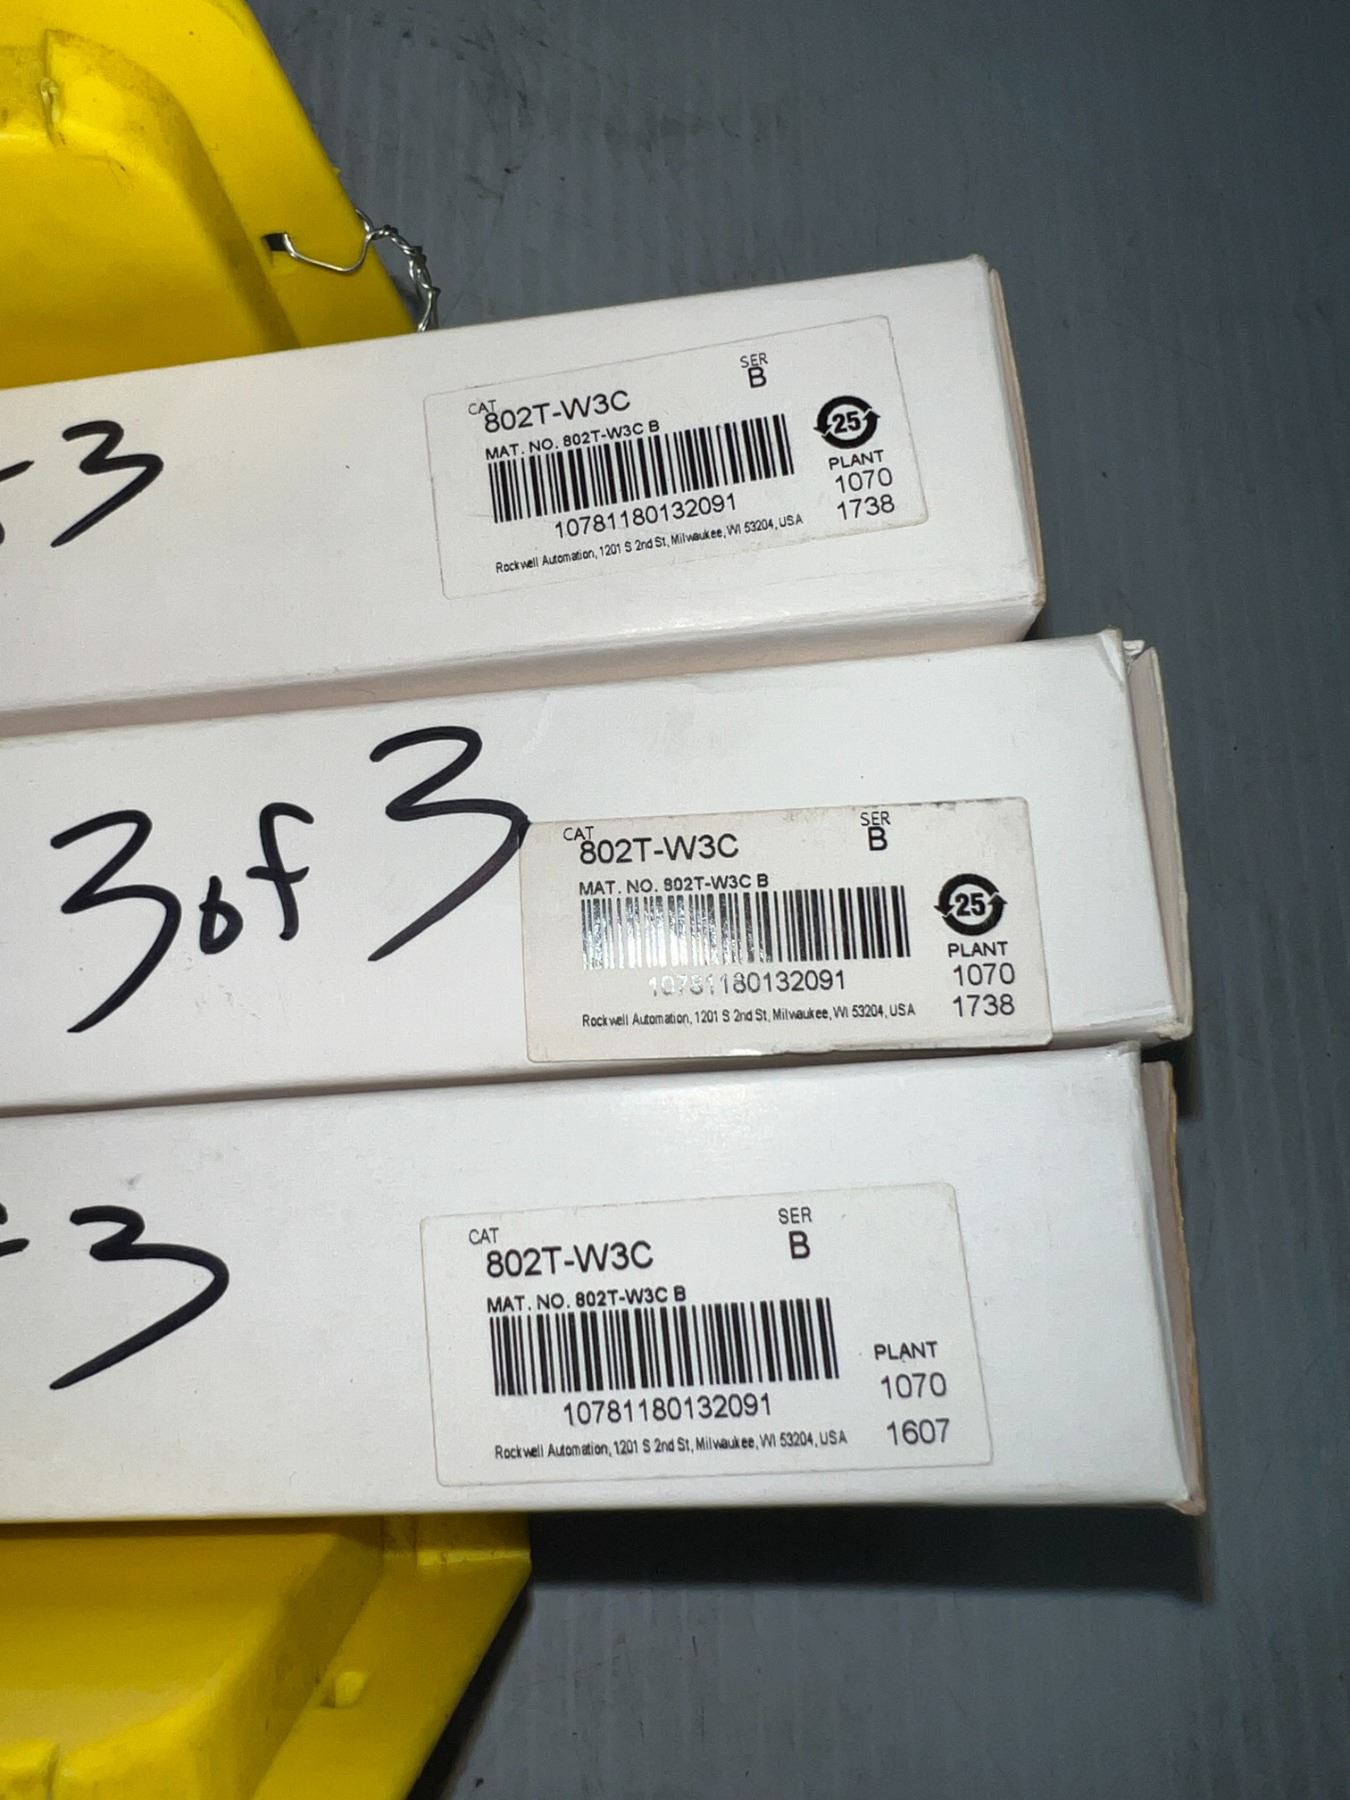 3
CAT
802T-W3C
SER
B
MAT. NO. 802T-W3C B
10781180132091
Rockwell Automation, 1201 S 2nd St, Milwaukee, WI 53204, USA
25
PLANT
1070
1738
3 of 3
CAT
802T-W3C
SER
B
MAT. NO. 802T-W3C B
10781180132091
Rockwell Automation, 1201 S 2nd St, Milwaukee, WI 53204, USA
25
PLANT
1070
1738
3
CAT
802T-W3C
SER
B
MAT. NO. 802T-W3C B
10781180132091
Rockwell Automation, 1201 S 2nd St, Milwaukee, WI 53204, USA
PLANT
1070
1607